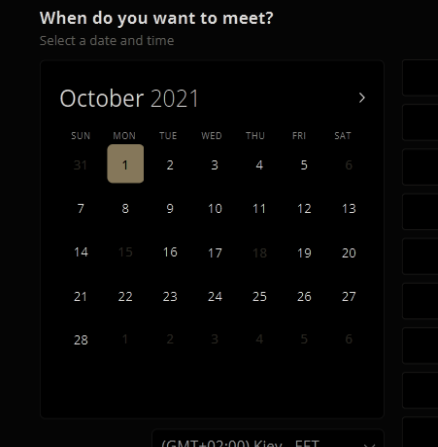 When do you want to meet?
Select a date and time
October 2021
SUN MON TUE WED THU FRI SAT
31 1 2 3 4 5 6
7 8 9 10 11 12 13
14 15 16 17 18 19 20
21 22 23 24 25 26 27
28 1 2 3 4 5 6
(GMT+02:00) Kiev EET